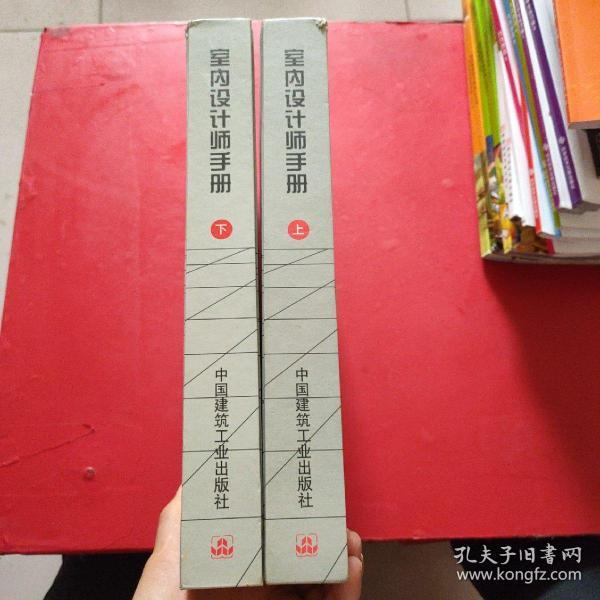 室内设计师手册
下
中国建筑工业出版社
室内设计师手册
上
中国建筑工业出版社
孔夫子旧书网
www.kongfz.com